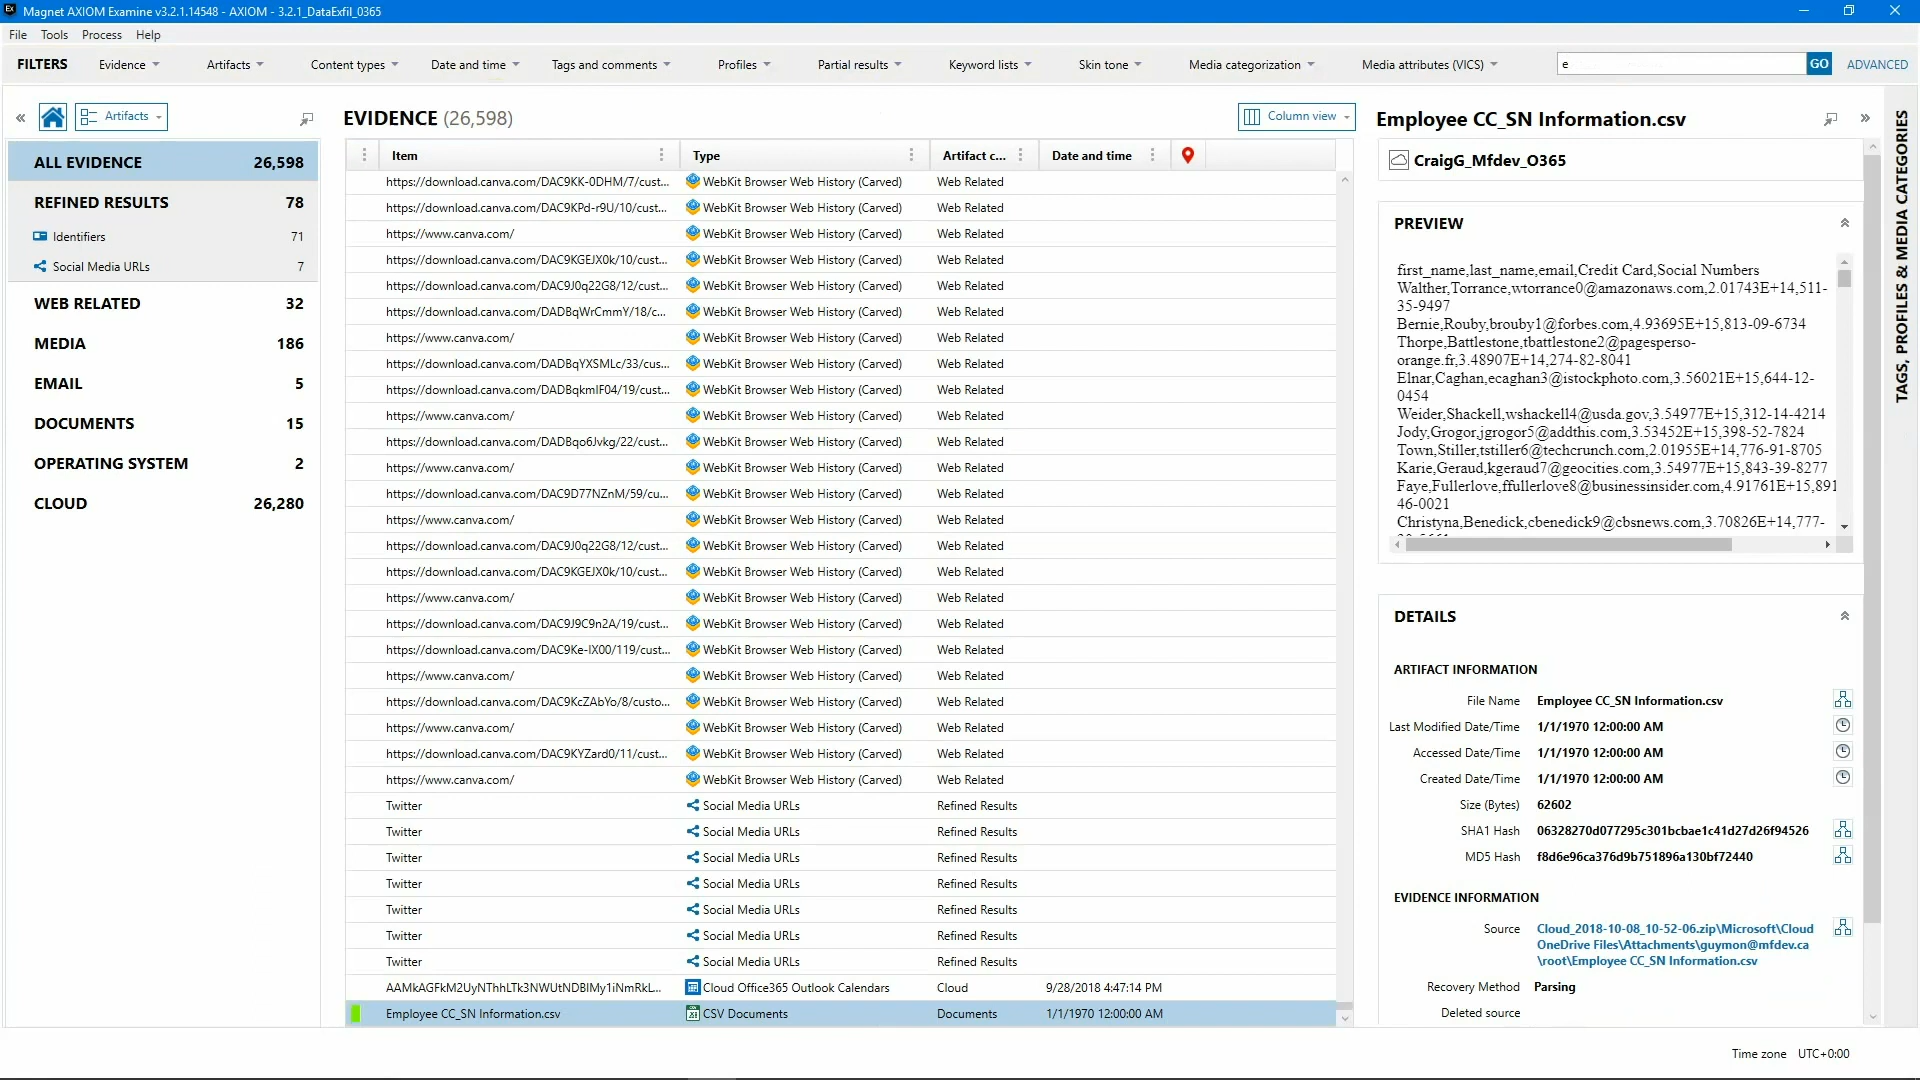 Magnet AXIOM Examine v3.2.1.14548 - AXIOM - 3.2.1_DataExfil_0365
File Tools Process Help
FILTERS Evidence Artifacts Content types Date and time Tags and comments Profiles Partial results Keyword lists Skin tone Media categorization Media attributes (VICS) e GO ADVANCED
Artifacts
ALL EVIDENCE 26,598
REFINED RESULTS 78
Identifiers 71
Social Media URLs 7
WEB RELATED 32
MEDIA 186
EMAIL 5
DOCUMENTS 15
OPERATING SYSTEM 2
CLOUD 26,280
EVIDENCE (26,598)
Column view
Item Type Artifact c... Date and time
https://download.canva.com/DAC9KK-0DHM/7/cust... WebKit Browser Web History (Carved) Web Related
https://download.canva.com/DAC9KPd-r9U/10/cust... WebKit Browser Web History (Carved) Web Related
https://www.canva.com/ WebKit Browser Web History (Carved) Web Related
https://download.canva.com/DAC9KGEJX0k/10/cust... WebKit Browser Web History (Carved) Web Related
https://download.canva.com/DAC9J0q22G8/12/cust... WebKit Browser Web History (Carved) Web Related
https://download.canva.com/DADBqWrCmmY/18/c... WebKit Browser Web History (Carved) Web Related
https://www.canva.com/ WebKit Browser Web History (Carved) Web Related
https://download.canva.com/DADBqYXSMLc/33/cus... WebKit Browser Web History (Carved) Web Related
https://download.canva.com/DADBqkmIF04/19/cust... WebKit Browser Web History (Carved) Web Related
https://www.canva.com/ WebKit Browser Web History (Carved) Web Related
https://download.canva.com/DADBqo6Jvkg/22/cust... WebKit Browser Web History (Carved) Web Related
https://www.canva.com/ WebKit Browser Web History (Carved) Web Related
https://download.canva.com/DAC9D77NZnM/59/cu... WebKit Browser Web History (Carved) Web Related
https://www.canva.com/ WebKit Browser Web History (Carved) Web Related
https://download.canva.com/DAC9J0q22G8/12/cust... WebKit Browser Web History (Carved) Web Related
https://download.canva.com/DAC9KGEJX0k/10/cust... WebKit Browser Web History (Carved) Web Related
https://www.canva.com/ WebKit Browser Web History (Carved) Web Related
https://download.canva.com/DAC9J9C9n2A/19/cust... WebKit Browser Web History (Carved) Web Related
https://download.canva.com/DAC9Ke-IX00/119/cust... WebKit Browser Web History (Carved) Web Related
https://www.canva.com/ WebKit Browser Web History (Carved) Web Related
https://download.canva.com/DAC9KcZAbYo/8/custo... WebKit Browser Web History (Carved) Web Related
https://www.canva.com/ WebKit Browser Web History (Carved) Web Related
https://download.canva.com/DAC9KYZard0/11/cust... WebKit Browser Web History (Carved) Web Related
https://www.canva.com/ WebKit Browser Web History (Carved) Web Related
Twitter Social Media URLs Refined Results
Twitter Social Media URLs Refined Results
Twitter Social Media URLs Refined Results
Twitter Social Media URLs Refined Results
Twitter Social Media URLs Refined Results
Twitter Social Media URLs Refined Results
Twitter Social Media URLs Refined Results
AAMkAGFkM2UyNThhLTk3NWUtNDBlMy1iNmRkL... Cloud Office365 Outlook Calendars Cloud 9/28/2018 4:47:14 PM
Employee CC_SN Information.csv CSV Documents Documents 1/1/1970 12:00:00 AM
Employee CC_SN Information.csv
CraigG_Mfdev_O365
PREVIEW
first_name,last_name,email,Credit Card,Social Numbers
Walther,Torrance,wtorrance0@amazonaws.com,2.01743E+14,511-
35-9497
Bernie,Rouby,brouby1@forbes.com,4.93695E+15,813-09-6734
Thorpe,Battlestone,tbattlestone2@pagesperso-
orange.fr,3.48907E+14,274-82-8041
Elnar,Caghan,ecaghan3@istockphoto.com,3.56021E+15,644-12-
0454
Weider,Shackell,wshackell4@usda.gov,3.54977E+15,312-14-4214
Jody,Grogor,jgrogor5@addthis.com,3.53452E+15,398-52-7824
Town,Stiller,tstiller6@techcrunch.com,2.01955E+14,776-91-8705
Karie,Geraud,kgeraud7@geocities.com,3.54977E+15,843-39-8277
Faye,Fullerlove,ffullerlove8@businessinsider.com,4.91761E+15,891
46-0021
Christyna,Benedick,cbenedick9@cbsnews.com,3.70826E+14,777-
DETAILS
ARTIFACT INFORMATION
File Name Employee CC_SN Information.csv
Last Modified Date/Time 1/1/1970 12:00:00 AM
Accessed Date/Time 1/1/1970 12:00:00 AM
Created Date/Time 1/1/1970 12:00:00 AM
Size (Bytes) 62602
SHA1 Hash 06328270d077295c301bcbae1c41d27d26f94526
MD5 Hash f8d6e96ca376d9b751896a130bf72440
EVIDENCE INFORMATION
Source Cloud_2018-10-08_10-52-06.zip\Microsoft\Cloud
OneDrive Files\Attachments\guymon@mfdev.ca
\root\Employee CC_SN Information.csv
Recovery Method Parsing
Deleted source
TAGS, PROFILES & MEDIA CATEGORIES
Time zone UTC+0:00